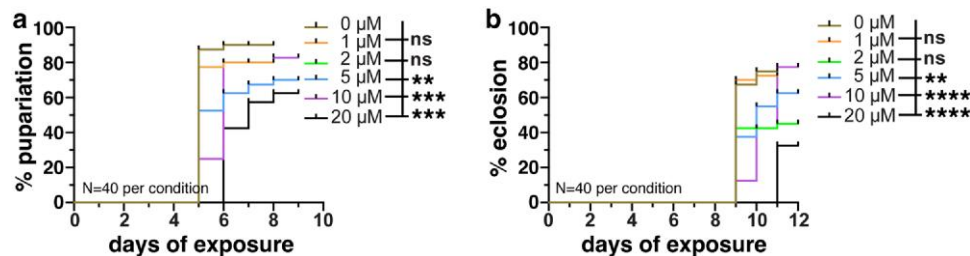 a
100
80
60
40
20
0
% pupariation
N=40 per condition
0 2 4 6 8 10
days of exposure
0 µM
1 µM
2 µM
5 µM
10 µM
20 µM
ns
ns
**
***
***
b
100
80
60
40
20
0
% eclosion
N=40 per condition
0 2 4 6 8 10 12
days of exposure
0 µM
1 µM
2 µM
5 µM
10 µM
20 µM
ns
ns
**
****
****